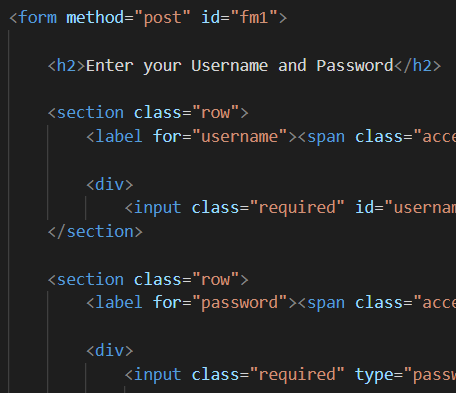 <form method="post" id="fm1">
<h2>Enter your Username and Password</h2>
<section class="row">
<label for="username"><span class="acce
<div>
<input class="required" id="usernam
</section>
<section class="row">
<label for="password"><span class="acce
<div>
<input class="required" type="passw